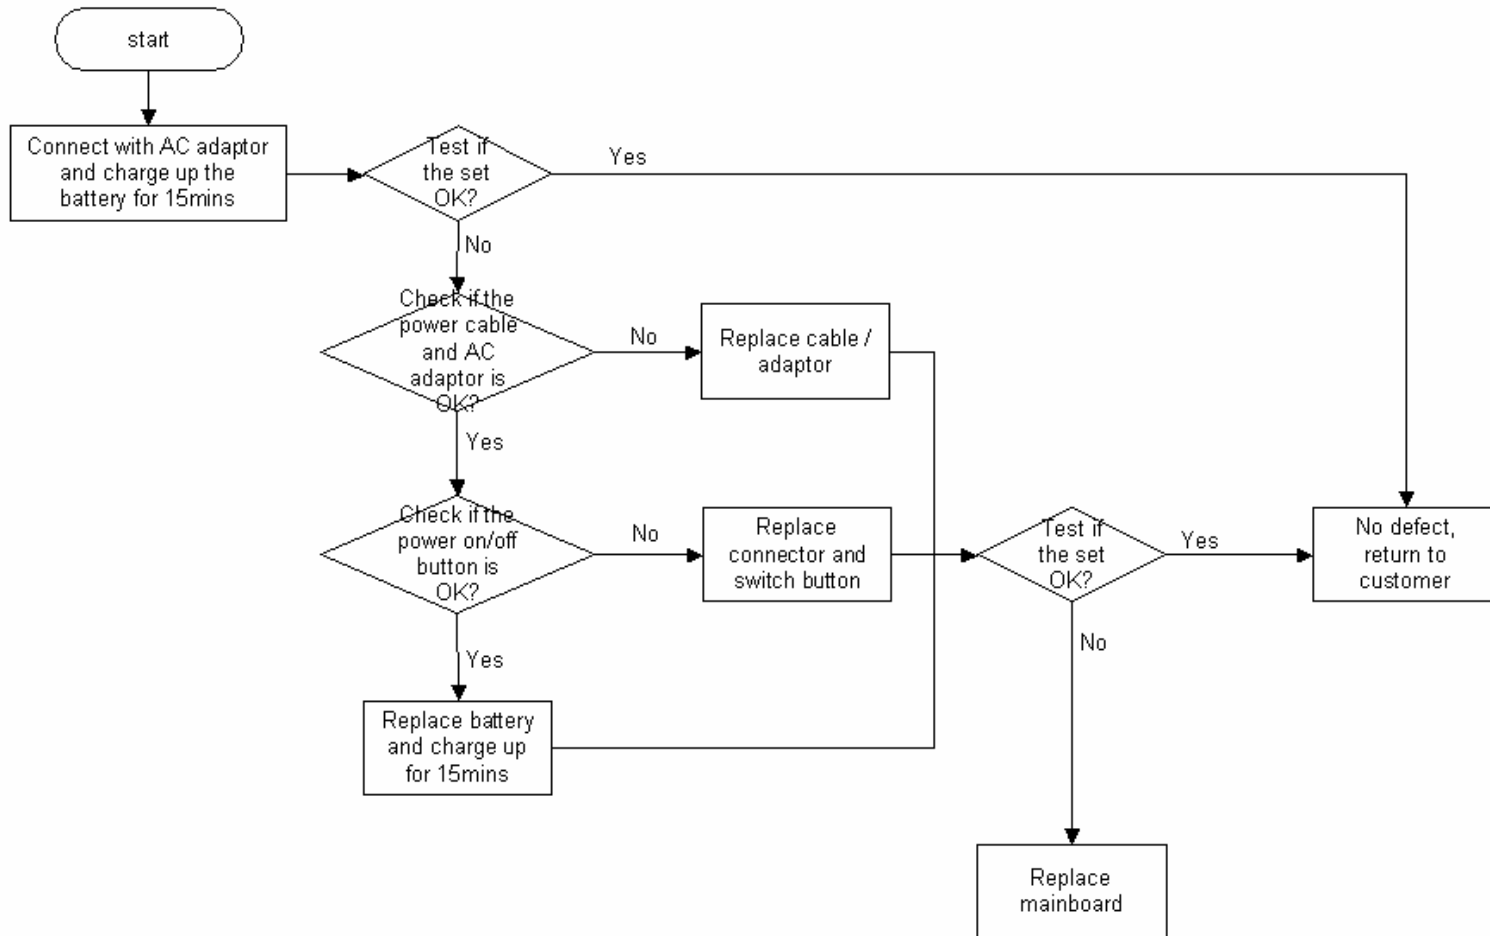 start
Connect with AC adaptor
and charge up the
battery for 15mins
Test if
the set
OK?
Yes
No
Check if the
power cable
and AC
adaptor is
OK?
No
Replace cable /
adaptor
Yes
Check if the
power on/off
button is
OK?
No
Replace
connector and
switch button
Test if
the set
OK?
Yes
No defect,
return to
customer
Yes
No
Replace battery
and charge up
for 15mins
Replace
mainboard